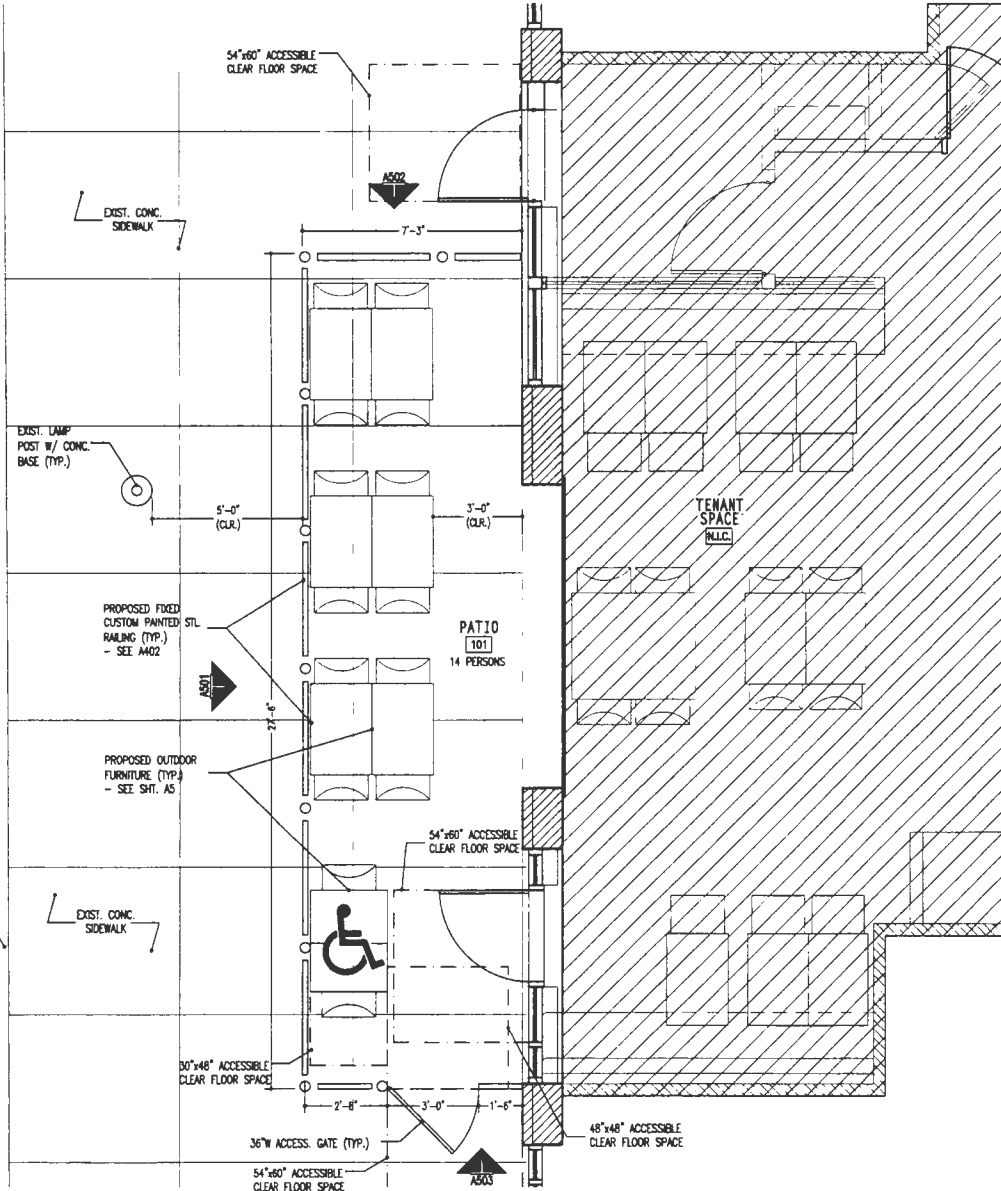 54"x60" ACCESSIBLE
CLEAR FLOOR SPACE
A502
EXIST. CONC.
SIDEWALK
7'-3"
EXIST. LAMP
POST W/ CONC.
BASE (TYP.)
5'-0"
(CLR.)
3'-0"
(CLR.)
TENANT
SPACE
N.I.C.
PROPOSED FIXED
CUSTOM PAINTED STL
RAILING (TYP.)
- SEE A402
PATIO
101
14 PERSONS
A501
27'-6"
PROPOSED OUTDOOR
FURNITURE (TYP.)
- SEE SHT. A5
54"x60" ACCESSIBLE
CLEAR FLOOR SPACE
EXIST. CONC.
SIDEWALK
30"x48" ACCESSIBLE
CLEAR FLOOR SPACE
2'-8"
3'-0"
1'-6"
36"W ACCESS. GATE (TYP.)
48"x48" ACCESSIBLE
CLEAR FLOOR SPACE
54"x60" ACCESSIBLE
CLEAR FLOOR SPACE
A503